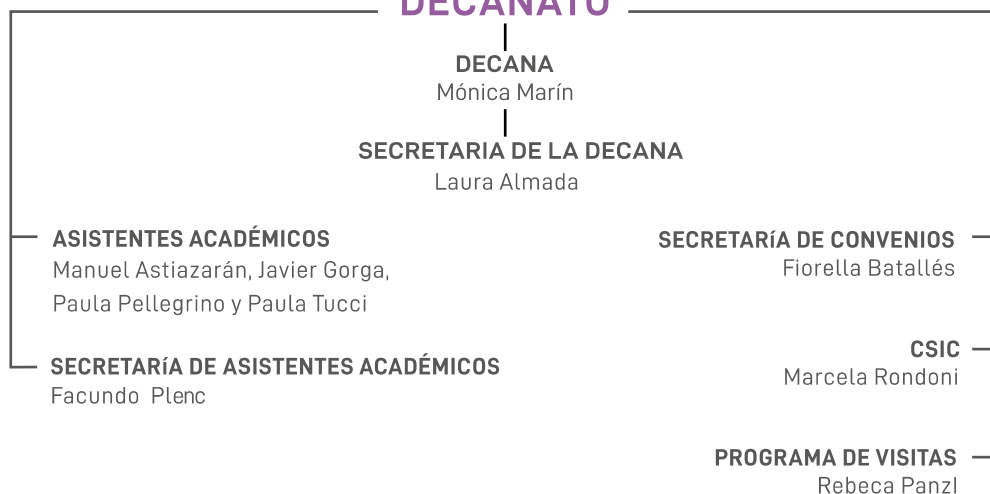 DECANATO
DECANA
Mónica Marín
SECRETARIA DE LA DECANA
Laura Almada
ASISTENTES ACADÉMICOS
Manuel Astiazarán, Javier Gorga,
Paula Pellegrino y Paula Tucci
SECRETARíA DE ASISTENTES ACADÉMICOS
Facundo Plenc
SECRETARíA DE CONVENIOS
Fiorella Batallés
CSIC
Marcela Rondoni
PROGRAMA DE VISITAS
Rebeca Panzl